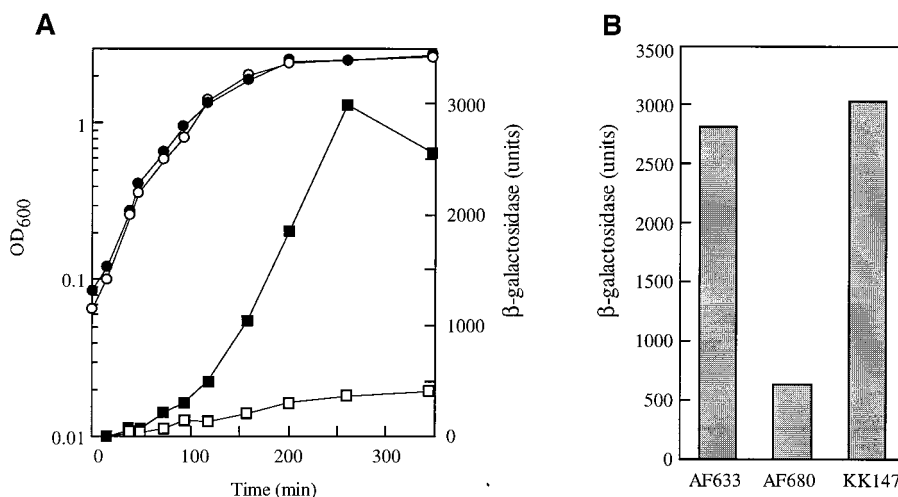 A
OD600
1
0.1
0.01
0
100
200
300
Time (min)
3000
2000
1000
0
β-galactosidase (units)
B
β-galactosidase (units)
3500
3000
2500
2000
1500
1000
500
0
AF633
AF680
KK147